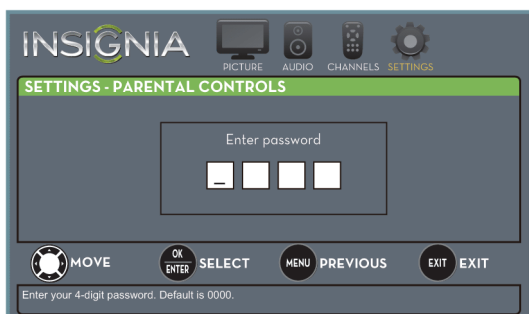 INSIGNIA
PICTURE AUDIO CHANNELS SETTINGS
SETTINGS - PARENTAL CONTROLS
Enter password
_
MOVE OK ENTER SELECT MENU PREVIOUS EXIT EXIT
Enter your 4-digit password. Default is 0000.